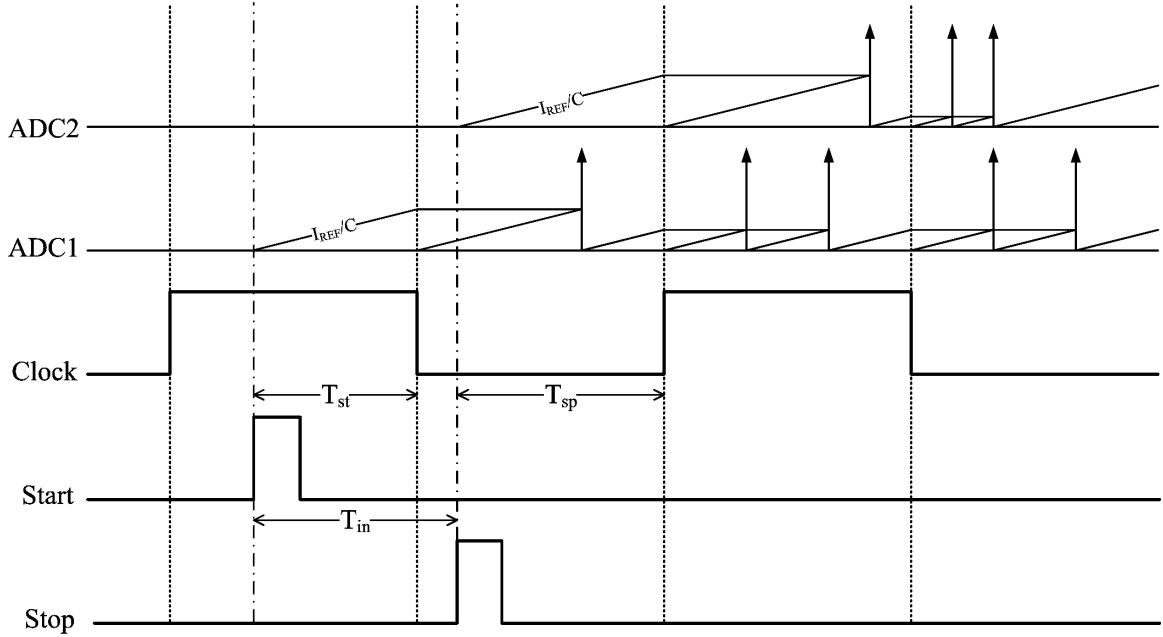 I_REF/C
ADC2
I_REF/C
ADC1
Clock
T_st
T_sp
Start
T_in
Stop